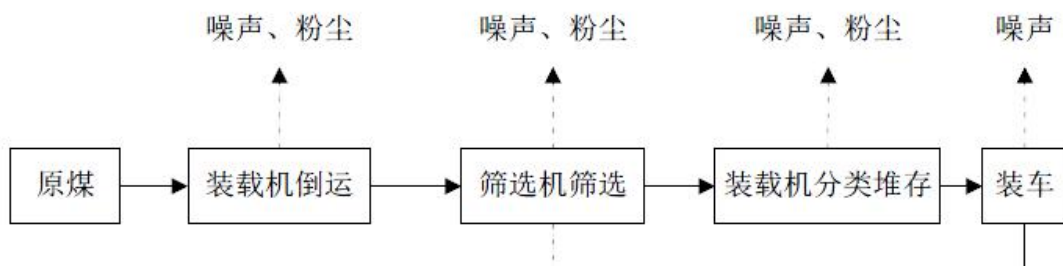 噪声、粉尘
噪声、粉尘
噪声、粉尘
噪声
原煤
装载机倒运
筛选机筛选
装载机分类堆存
装车